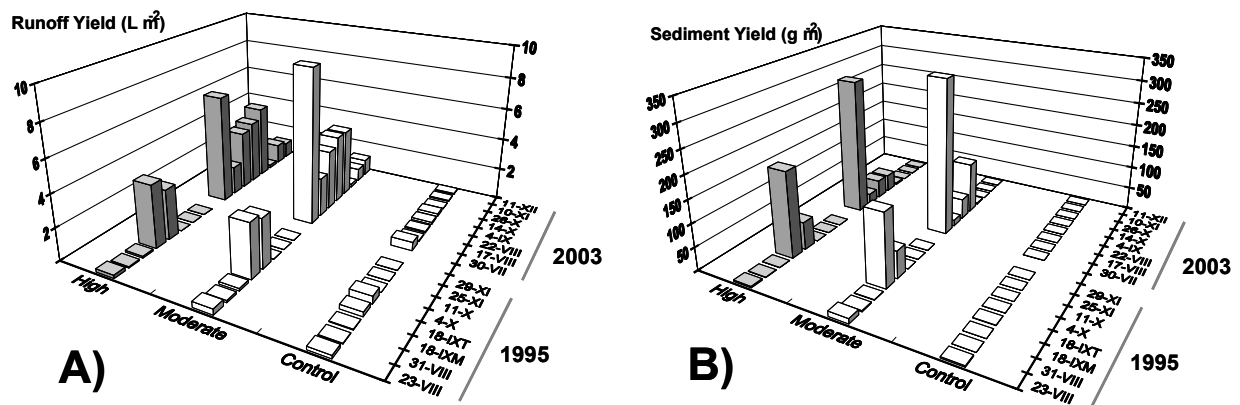 Runoff Yield (L m²)
10
8
6
4
2
10
8
6
4
2
High
Moderate
Control
11-XII
10-XI
26-X
14-X
4-IX
22-VIII
17-VIII
30-VII
29-XI
25-XI
11-X
4-X
18-IXT
18-IXM
31-VIII
23-VIII
2003
1995
A)
Sediment Yield (g m²)
350
300
250
200
150
100
50
350
300
250
200
150
100
50
High
Moderate
Control
11-XII
10-XI
26-X
14-X
4-IX
22-VIII
17-VIII
30-VII
29-XI
25-XI
11-X
4-X
18-IXT
18-IXM
31-VIII
23-VIII
2003
1995
B)